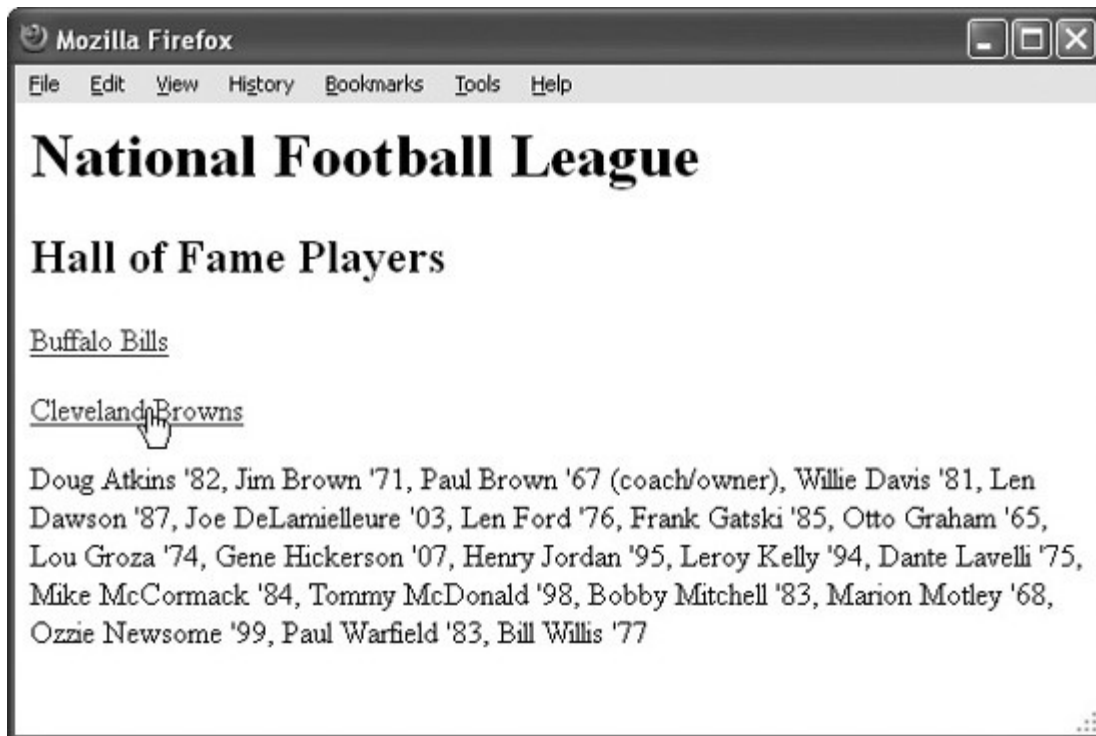 Mozilla Firefox
File Edit View History Bookmarks Tools Help
National Football League
Hall of Fame Players
Buffalo Bills
Cleveland Browns
Doug Atkins '82, Jim Brown '71, Paul Brown '67 (coach/owner), Willie Davis '81, Len
Dawson '87, Joe DeLamielleure '03, Len Ford '76, Frank Gatski '85, Otto Graham '65,
Lou Groza '74, Gene Hickerson '07, Henry Jordan '95, Leroy Kelly '94, Dante Lavelli '75,
Mike McCormack '84, Tommy McDonald '98, Bobby Mitchell '83, Marion Motley '68,
Ozzie Newsome '99, Paul Warfield '83, Bill Willis '77